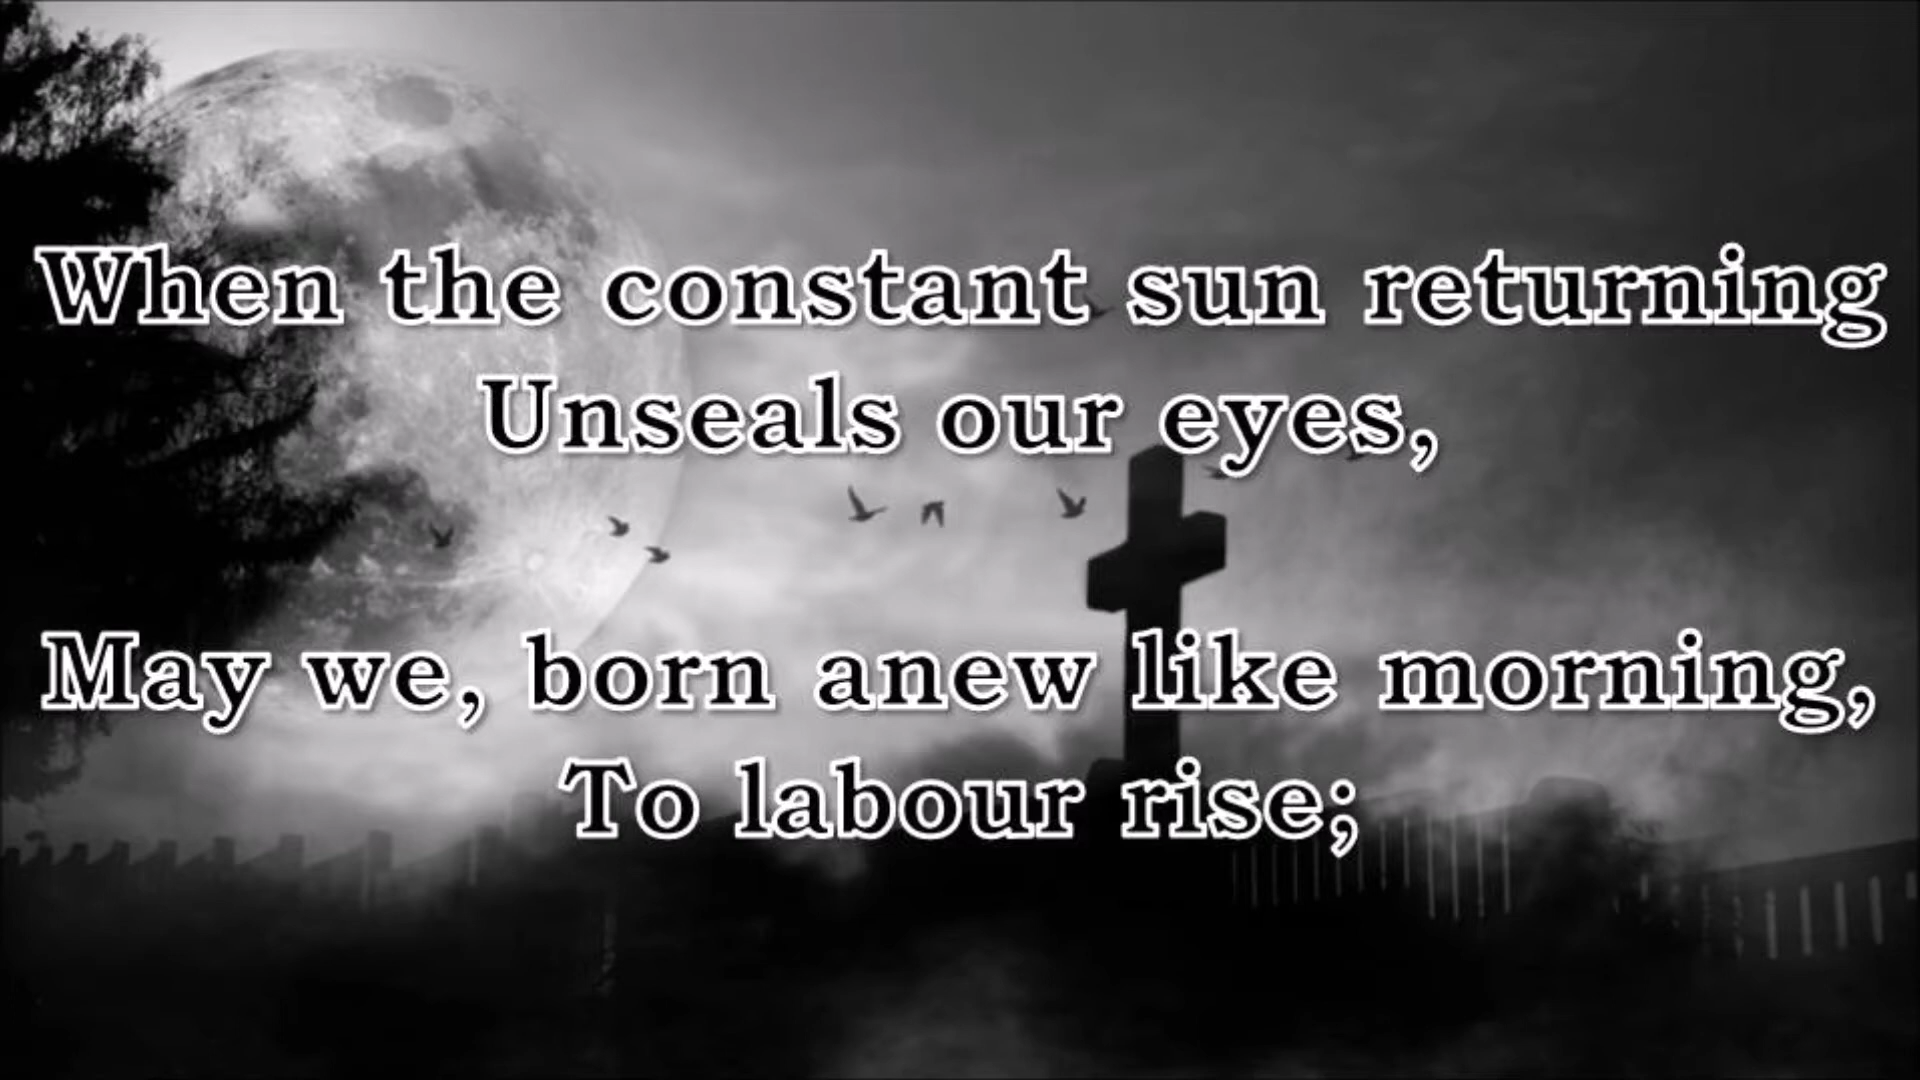 When the constant sun returning
Unseals our eyes,
May we, born anew like morning,
To labour rise;